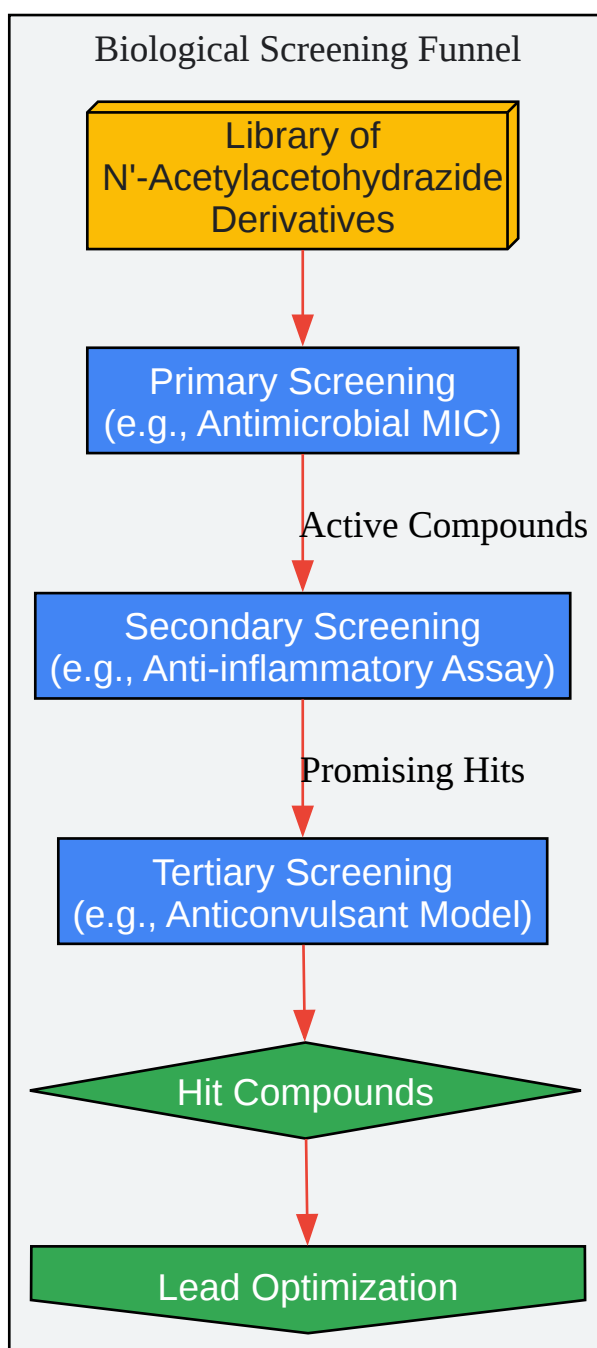 Biological Screening Funnel
Library of
N'-Acetylacetohydrazide
Derivatives
Primary Screening
(e.g., Antimicrobial MIC)
Active Compounds
Secondary Screening
(e.g., Anti-inflammatory Assay)
Promising Hits
Tertiary Screening
(e.g., Anticonvulsant Model)
Hit Compounds
Lead Optimization